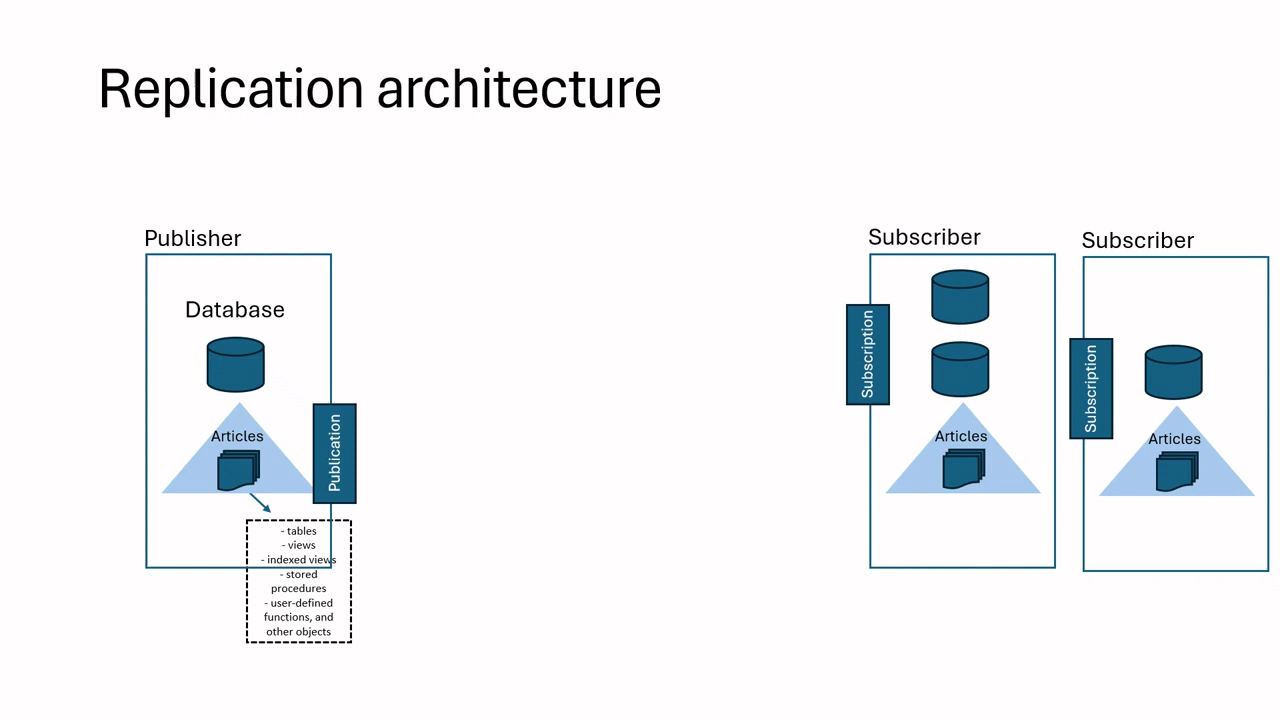 Replication architecture
Publisher
Database
Articles
Publication
- tables
- views
- indexed views
- stored
procedures
- user-defined
functions, and
other objects
Subscriber
Subscription
Articles
Subscriber
Subscription
Articles